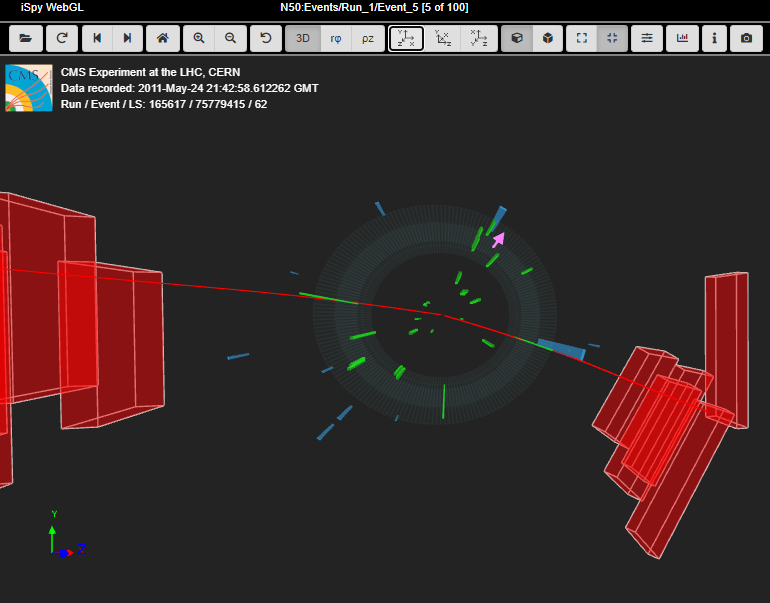 iSpy WebGL
N50:Events/Run_1/Event_5 [5 of 100]
3D
rφ
ρz
CMS
CMS Experiment at the LHC, CERN
Data recorded: 2011-May-24 21:42:58.612262 GMT
Run / Event / LS: 165617 / 75779415 / 62
Y
Z